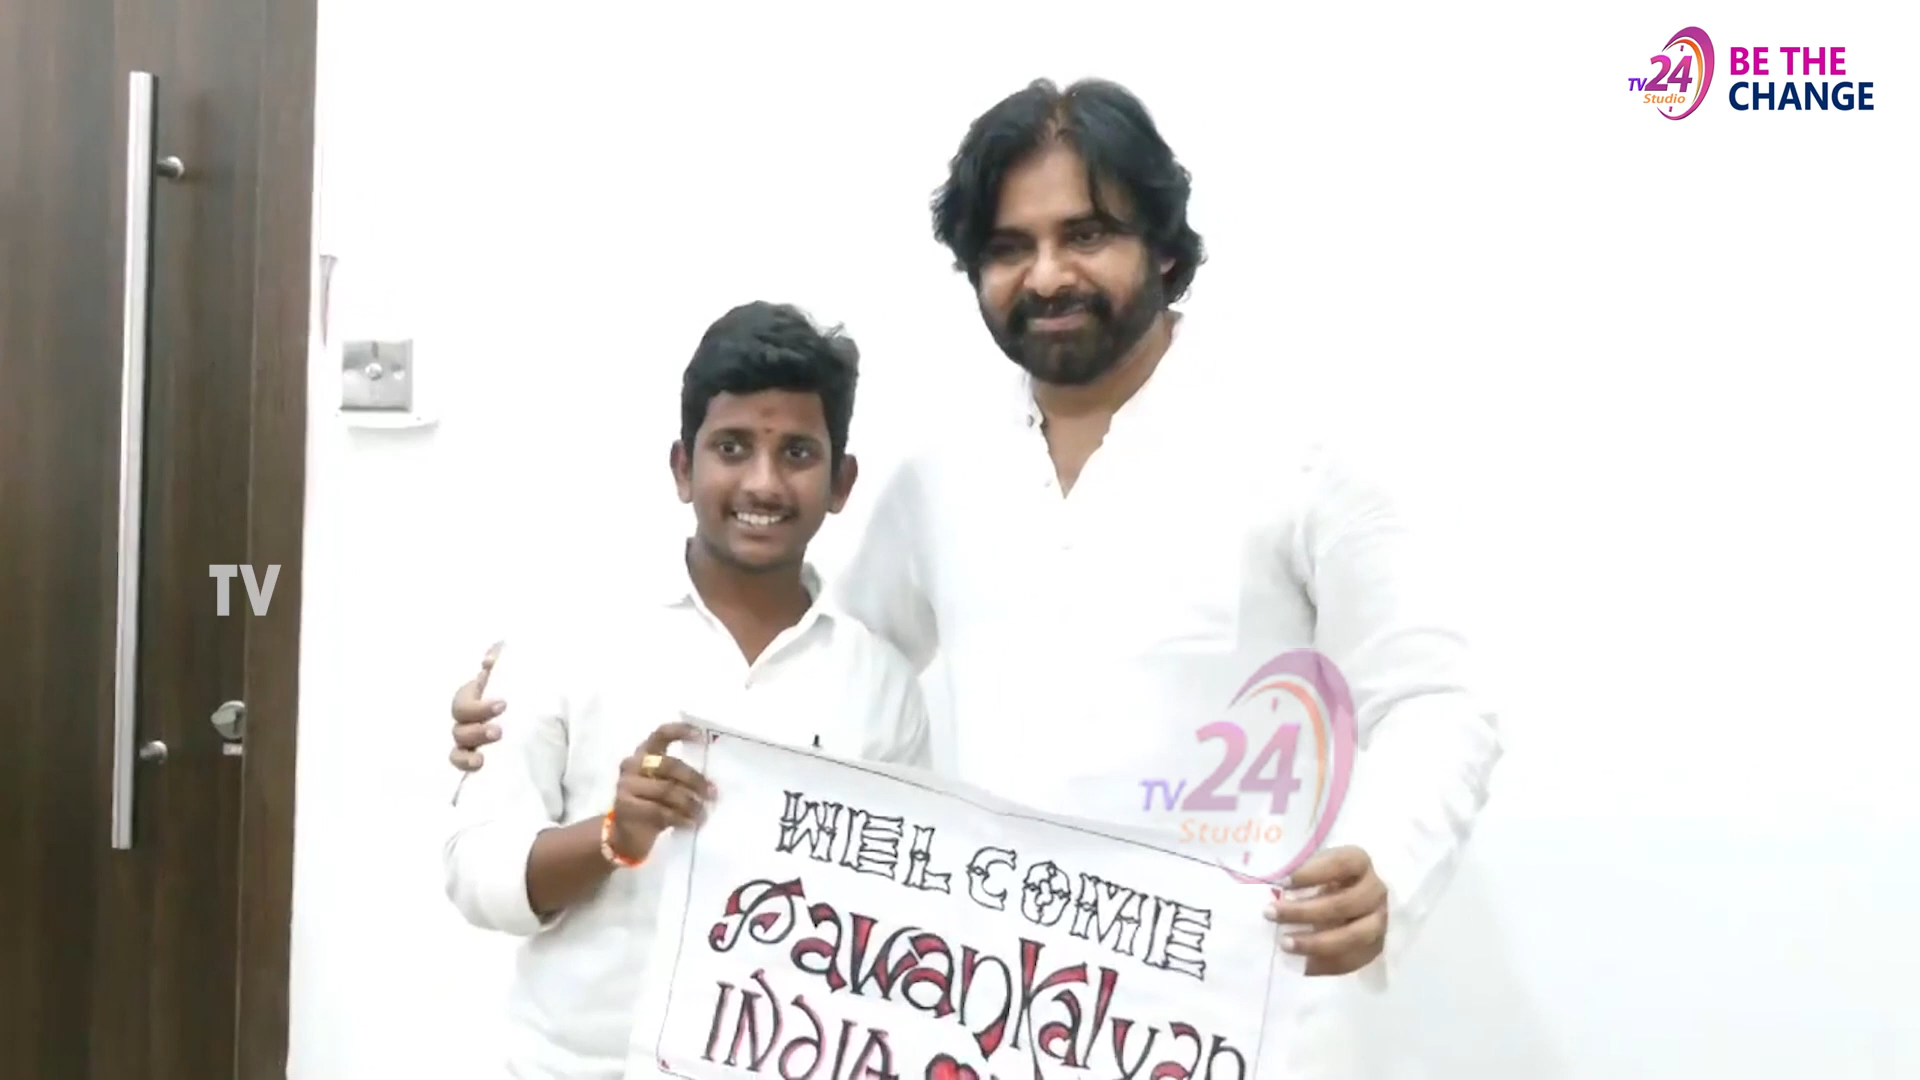 TV24 Studio
BE THE
CHANGE
TV
TV24
Studio
WELCOME
PawanKalyan
INDIA